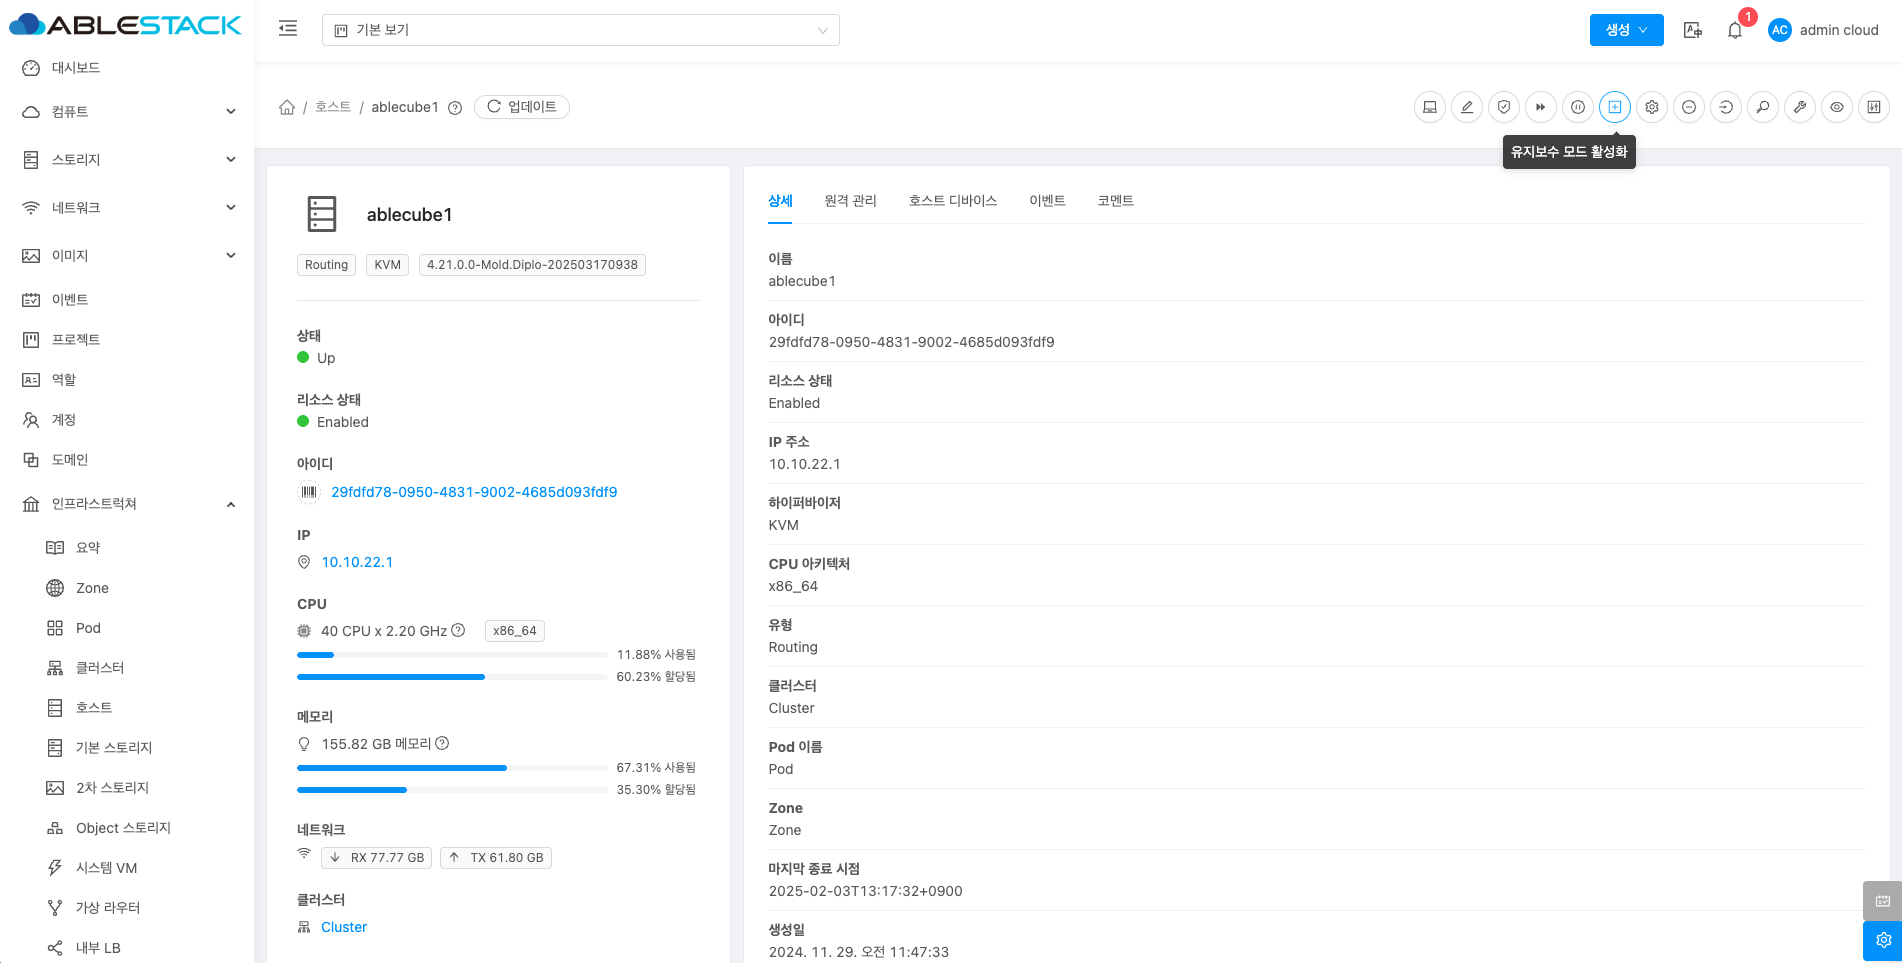 ABLESTACK
기본 보기
생성
1
AC
admin cloud
대시보드
컴퓨트
스토리지
네트워크
이미지
이벤트
프로젝트
역할
계정
도메인
인프라스트럭쳐
요약
Zone
Pod
클러스터
호스트
기본 스토리지
2차 스토리지
Object 스토리지
시스템 VM
가상 라우터
내부 LB
/ 호스트 / ablecube1
업데이트
유지보수 모드 활성화
ablecube1
Routing
KVM
4.21.0.0-Mold.Diplo-202503170938
상태
Up
리소스 상태
Enabled
아이디
29fdfd78-0950-4831-9002-4685d093fdf9
IP
10.10.22.1
CPU
40 CPU x 2.20 GHz
x86_64
11.88% 사용됨
60.23% 할당됨
메모리
155.82 GB 메모리
67.31% 사용됨
35.30% 할당됨
네트워크
RX 77.77 GB
TX 61.80 GB
클러스터
Cluster
상세
원격 관리
호스트 디바이스
이벤트
코멘트
이름
ablecube1
아이디
29fdfd78-0950-4831-9002-4685d093fdf9
리소스 상태
Enabled
IP 주소
10.10.22.1
하이퍼바이저
KVM
CPU 아키텍처
x86_64
유형
Routing
클러스터
Cluster
Pod 이름
Pod
Zone
Zone
마지막 종료 시점
2025-02-03T13:17:32+0900
생성일
2024. 11. 29. 오전 11:47:33